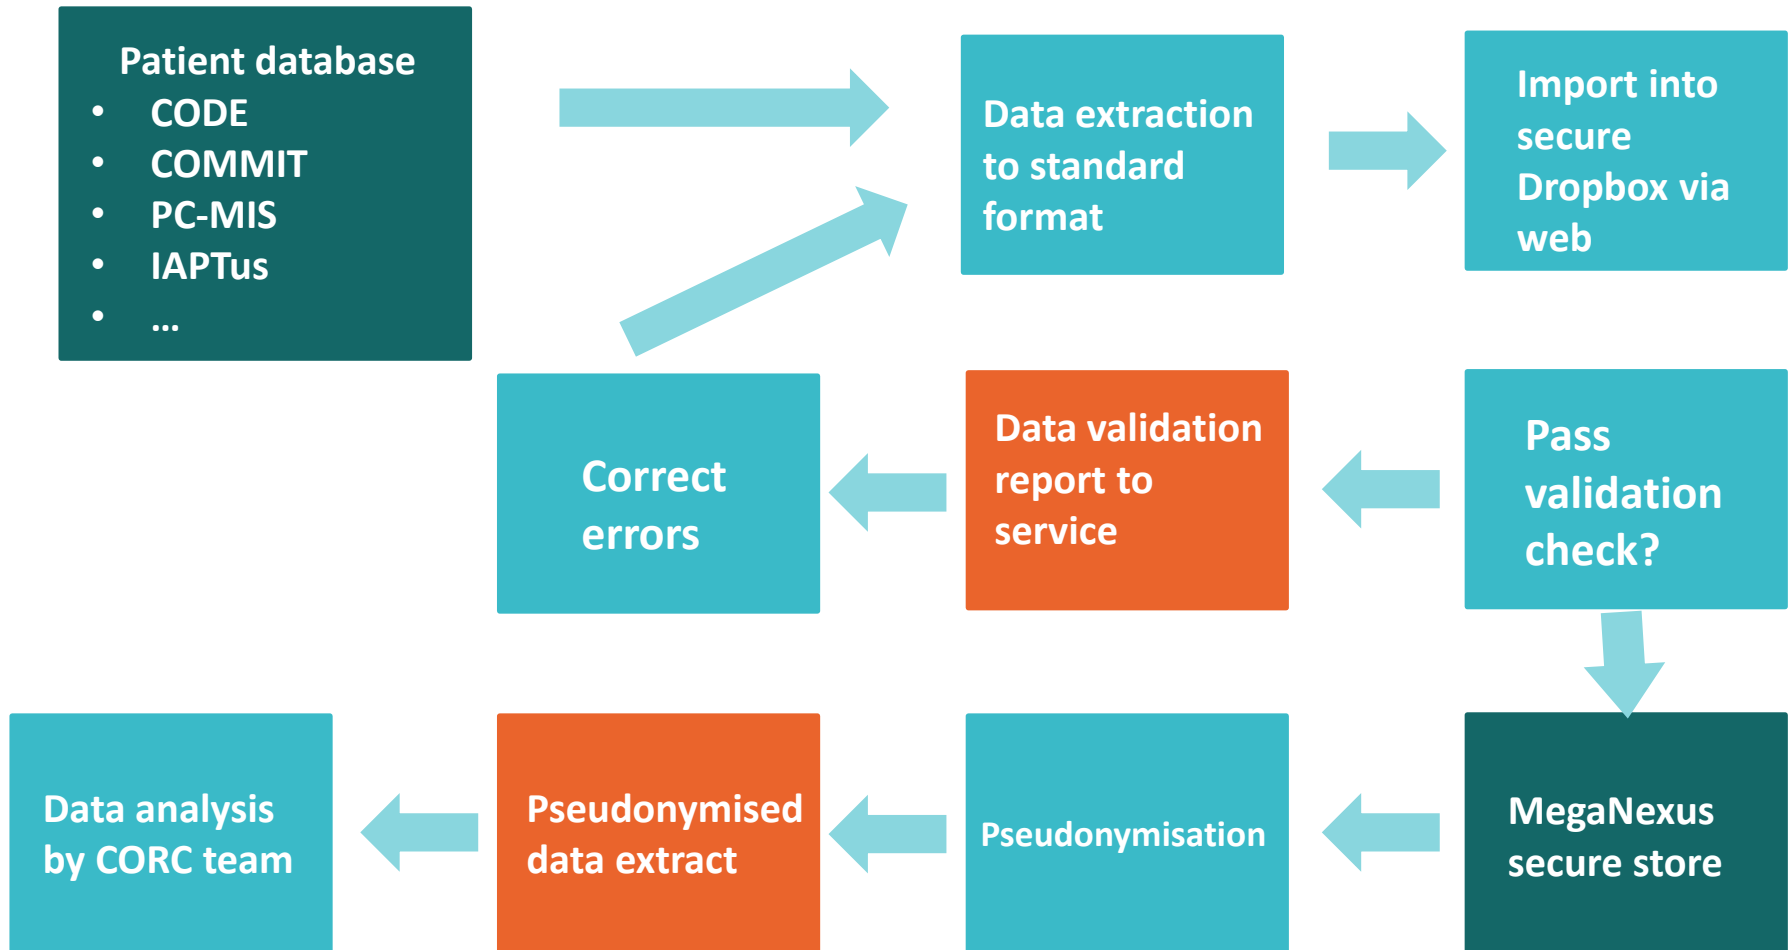 Patient database
• CODE
• COMMIT
• PC-MIS
• IAPTus
• ...
Data extraction
to standard
format
Import into
secure
Dropbox via
web
Correct
errors
Data validation
report to
service
Pass
validation
check?
Data analysis
by CORC team
Pseudonymised
data extract
Pseudonymisation
MegaNexus
secure store